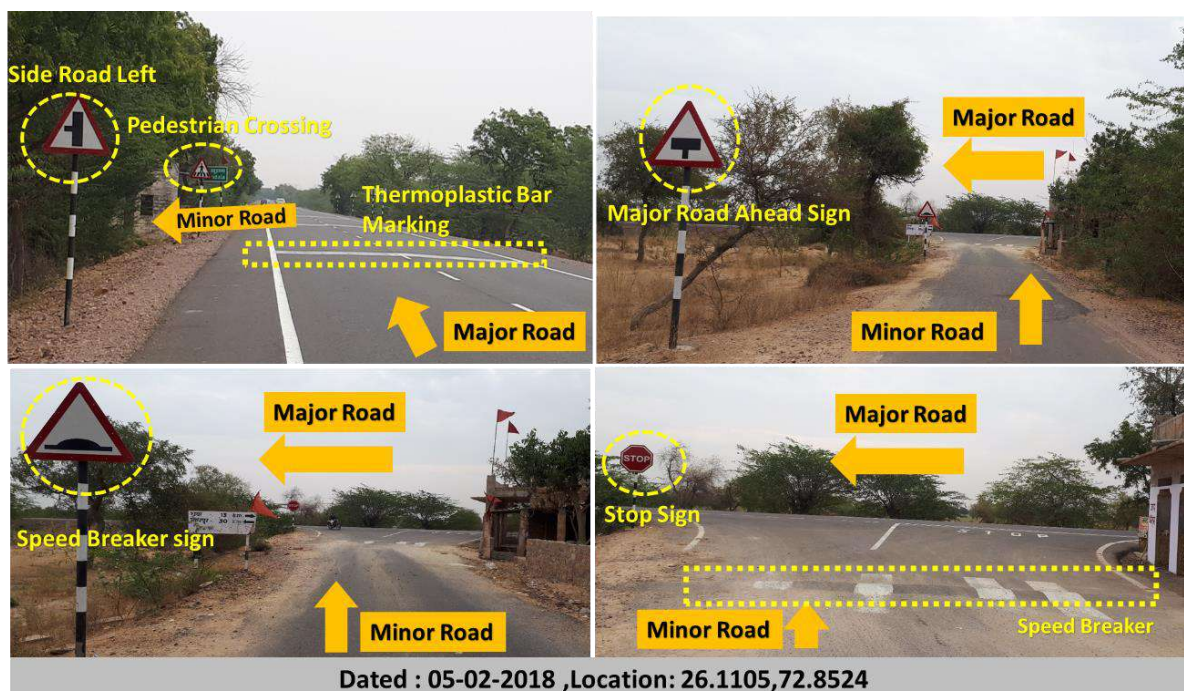 Side Road Left
Pedestrian Crossing
Minor Road
Thermoplastic Bar
Marking
Major Road
Major Road
Major Road Ahead Sign
Minor Road
Major Road
Speed Breaker sign
Minor Road
Major Road
STOP
Stop Sign
STOP
Minor Road
Speed Breaker
Dated : 05-02-2018 ,Location: 26.1105,72.8524